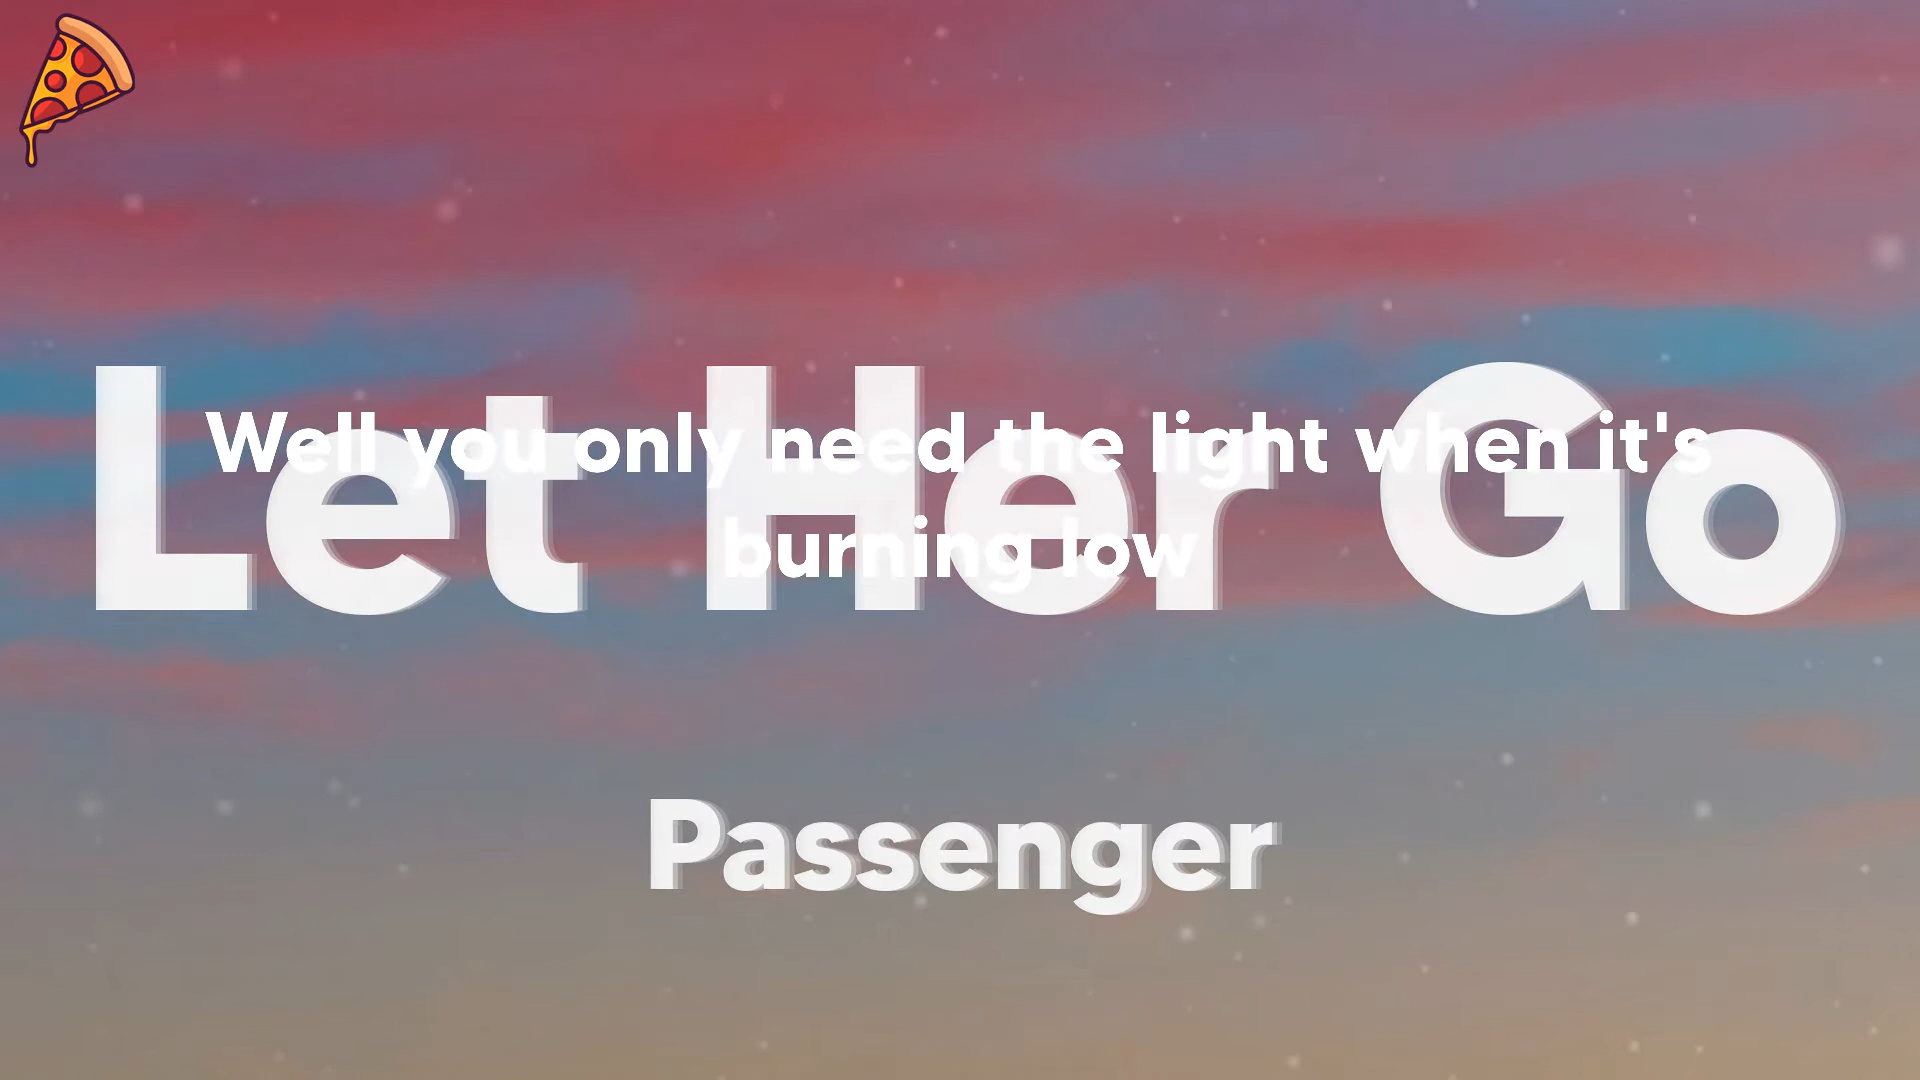 Let Her Go
Well you only need the light when it's
burning low
Passenger